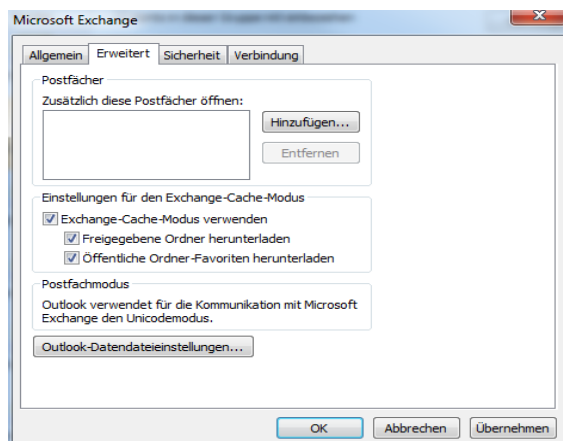 Microsoft Exchange
Allgemein Erweitert Sicherheit Verbindung
Postfächer
Zusätzlich diese Postfächer öffnen:
Hinzufügen...
Entfernen
Einstellungen für den Exchange-Cache-Modus
Exchange-Cache-Modus verwenden
Freigegebene Ordner herunterladen
Öffentliche Ordner-Favoriten herunterladen
Postfachmodus
Outlook verwendet für die Kommunikation mit Microsoft
Exchange den Unicodemodus.
Outlook-Datendateieinstellungen...
OK Abbrechen Übernehmen